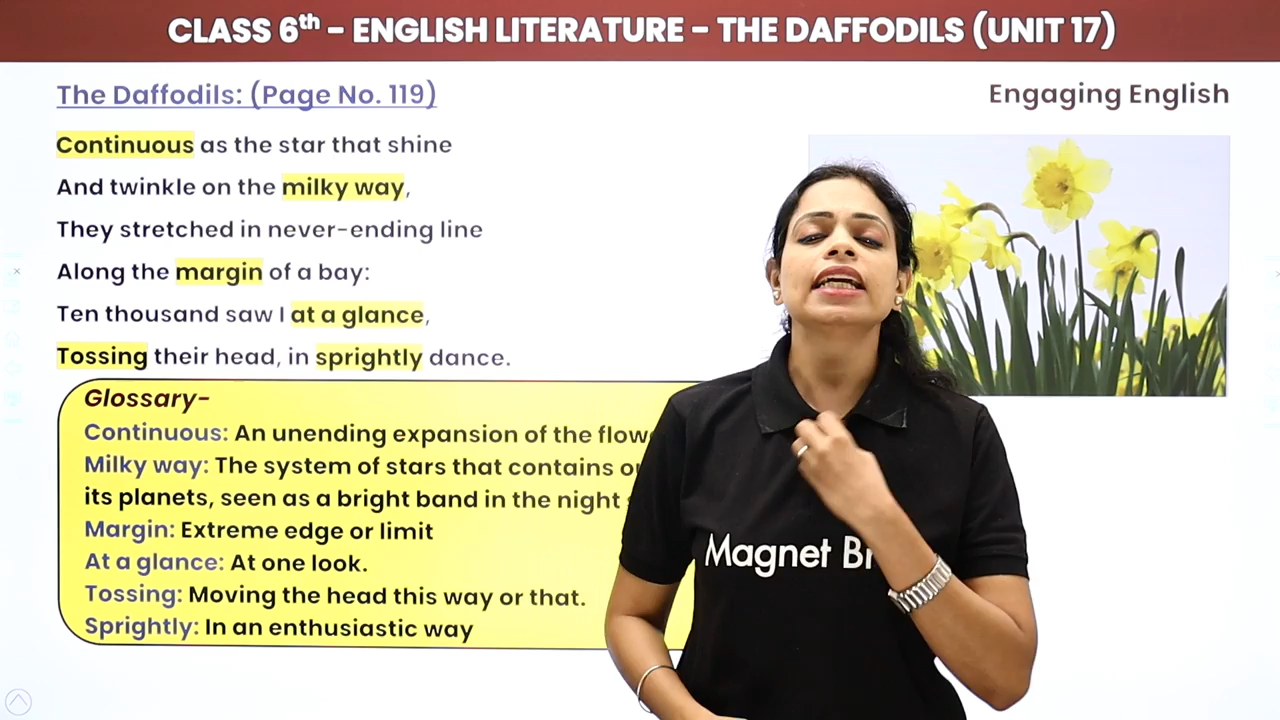 CLASS 6th – ENGLISH LITERATURE – THE DAFFODILS (UNIT 17)
The Daffodils: (Page No. 119)
Engaging English
Continuous as the star that shine
And twinkle on the milky way,
They stretched in never-ending line
Along the margin of a bay:
Ten thousand saw I at a glance,
Tossing their head, in sprightly dance.
Glossary-
Continuous: An unending expansion of the
Milky way: The system of stars that contains
its planets, seen as a bright band in the night
Margin: Extreme edge or limit
At a glance: At one look.
Tossing: Moving the head this way or that.
Sprightly: In an enthusiastic way
Magnet